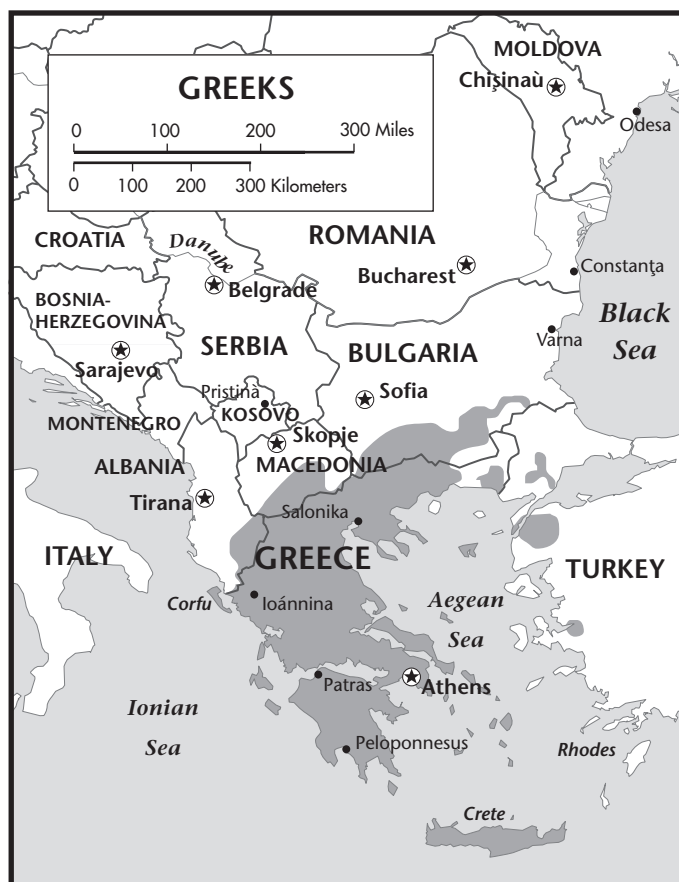 MOLDOVA
Chişinaù
Odesa
GREEKS
0 100 200 300 Miles
0 100 200 300 Kilometers
CROATIA
Danube
ROMANIA
Bucharest
Constanţa
Belgrade
BOSNIA-
HERZEGOVINA
Black
Sea
Varna
SERBIA
BULGARIA
Sarajevo
Pristinà
Sofia
KOSOVO
MONTENEGRO
Skopje
ALBANIA
MACEDONIA
Tirana
Salonika
ITALY
GREECE
TURKEY
Corfu
Ioánnina
Aegean
Sea
Patras
Athens
Ionian
Sea
Peloponnesus
Rhodes
Crete